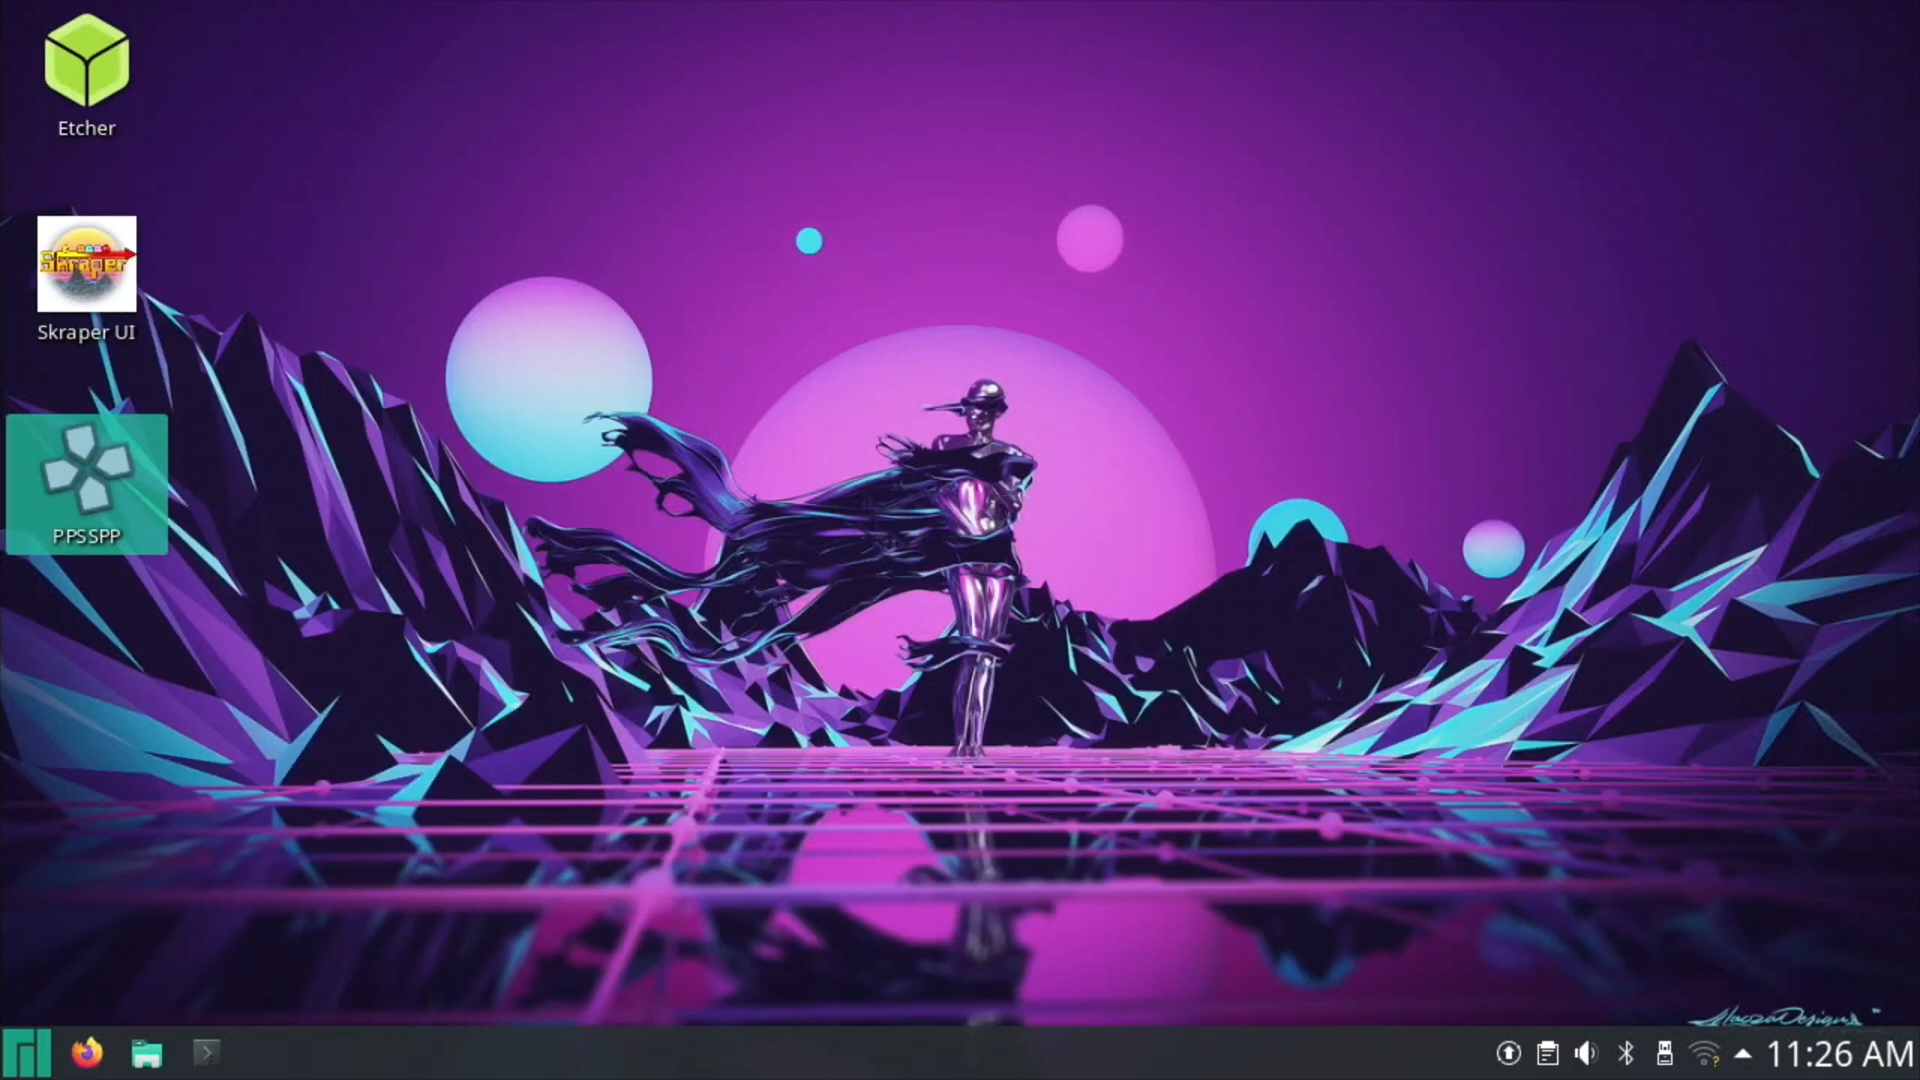 Etcher
Skraper
Skraper UI
PPSSPP
11:26 AM